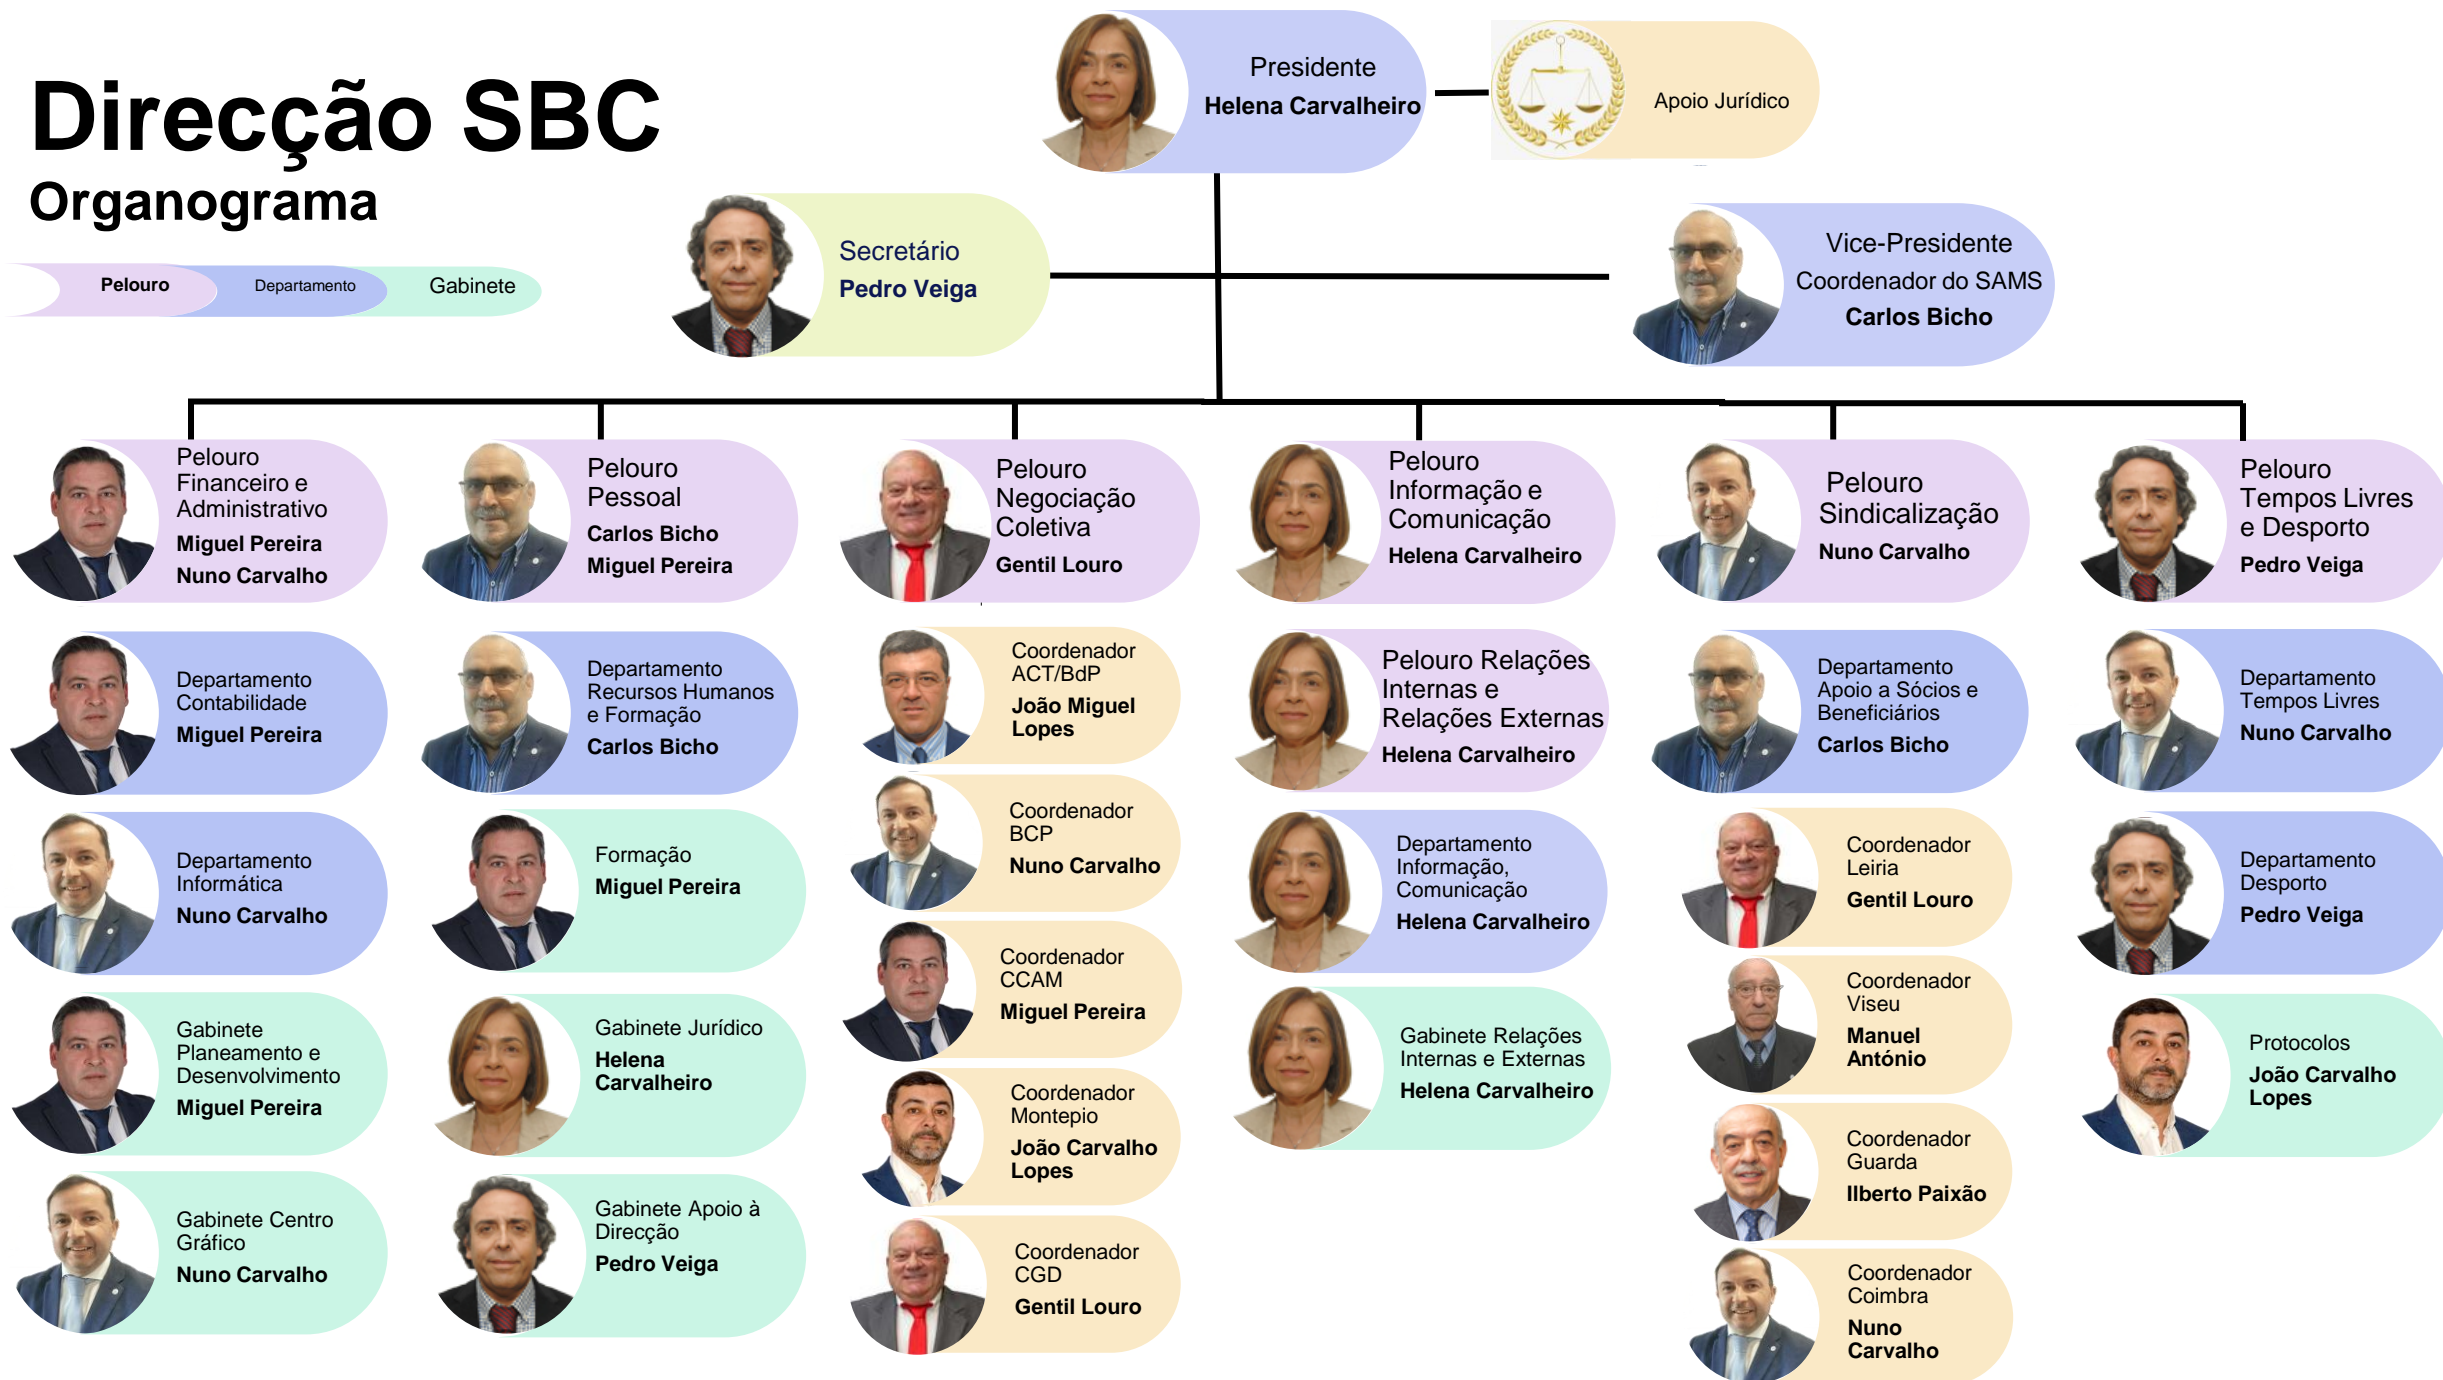 Direcção SBC
Organograma
Pelouro
Departamento
Gabinete
Presidente
Helena Carvalheiro
Apoio Jurídico
Secretário
Pedro Veiga
Vice-Presidente
Coordenador do SAMS
Carlos Bicho
Pelouro
Financeiro e
Administrativo
Miguel Pereira
Nuno Carvalho
Departamento
Contabilidade
Miguel Pereira
Departamento
Informática
Nuno Carvalho
Gabinete
Planeamento e
Desenvolvimento
Miguel Pereira
Gabinete Centro
Gráfico
Nuno Carvalho
Pelouro
Pessoal
Carlos Bicho
Miguel Pereira
Departamento
Recursos Humanos
e Formação
Carlos Bicho
Formação
Miguel Pereira
Gabinete Jurídico
Helena
Carvalheiro
Gabinete Apoio à
Direcção
Pedro Veiga
Pelouro
Negociação
Coletiva
Gentil Louro
Coordenador
ACT/BdP
João Miguel
Lopes
Coordenador
BCP
Nuno Carvalho
Coordenador
CCAM
Miguel Pereira
Coordenador
Montepio
João Carvalho
Lopes
Coordenador
CGD
Gentil Louro
Pelouro
Informação e
Comunicação
Helena Carvalheiro
Pelouro Relações
Internas e
Relações Externas
Helena Carvalheiro
Departamento
Informação,
Comunicação
Helena Carvalheiro
Gabinete Relações
Internas e Externas
Helena Carvalheiro
Pelouro
Sindicalização
Nuno Carvalho
Departamento
Apoio a Sócios e
Beneficiários
Carlos Bicho
Coordenador
Leiria
Gentil Louro
Coordenador
Viseu
Manuel
António
Coordenador
Guarda
Ilberto Paixão
Coordenador
Coimbra
Nuno
Carvalho
Pelouro
Tempos Livres
e Desporto
Pedro Veiga
Departamento
Tempos Livres
Nuno Carvalho
Departamento
Desporto
Pedro Veiga
Protocolos
João Carvalho
Lopes